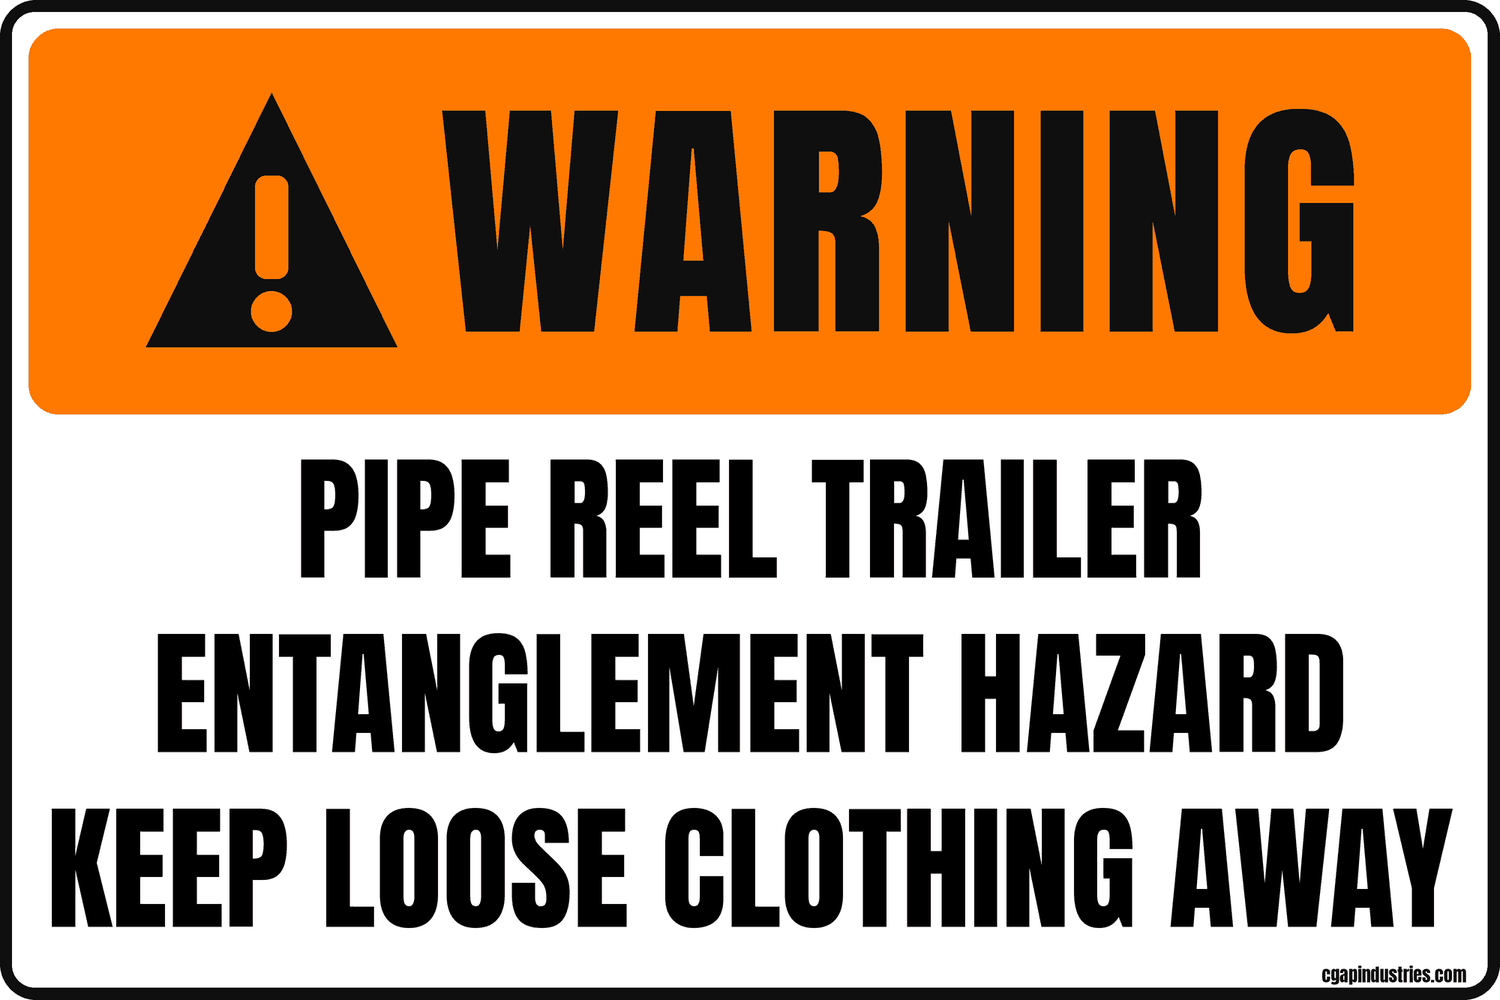 WARNING
PIPE REEL TRAILER
ENTANGLEMENT HAZARD
KEEP LOOSE CLOTHING AWAY
cgapindustries.com